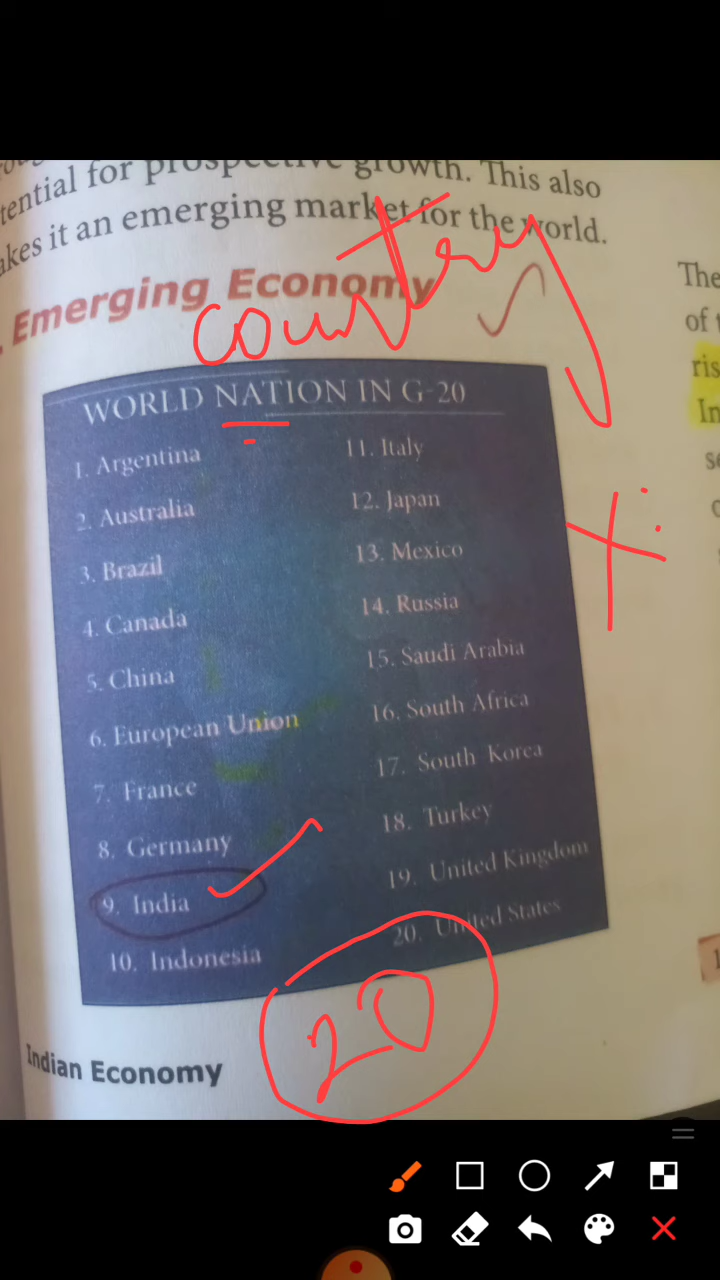 tential for prospective growth. This also
akes it an emerging market for the world.
Emerging Economy
country
WORLD NATION IN G-20
1. Argentina
2. Australia
3. Brazil
4. Canada
5. China
6. European Union
7. France
8. Germany
9. India
10. Indonesia
11. Italy
12. Japan
13. Mexico
14. Russia
15. Saudi Arabia
16. South Africa
17. South Korea
18. Turkey
19. United Kingdom
20. United States
20
Indian Economy
The
of
ris
In